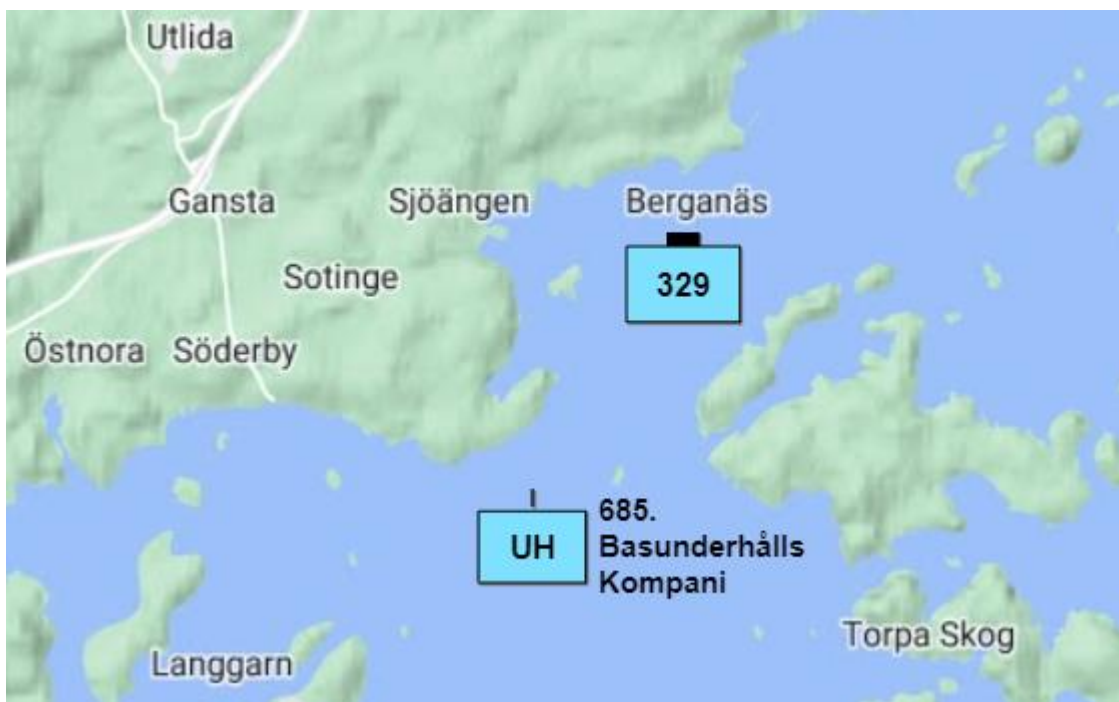 Utlida
Gansta
Sjöängen
Berganäs
Sotinge
329
Östnora
Söderby
UH
685.
Basunderhålls
Kompani
Torpa Skog
Langgarn